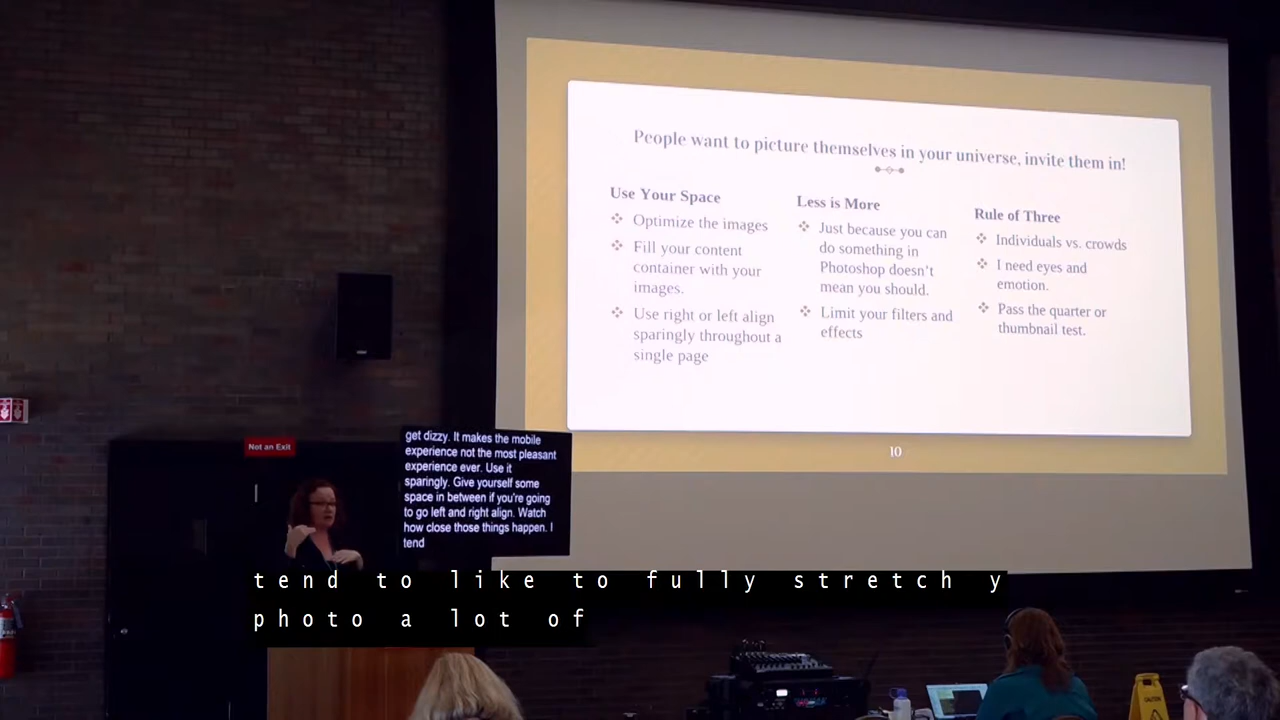 People want to picture themselves in your universe, invite them in!
Use Your Space
❖ Optimize the images
❖ Fill your content
container with your
images.
❖ Use right or left align
sparingly throughout a
single page
Less is More
❖ Just because you can
do something in
Photoshop doesn't
mean you should.
❖ Limit your filters and
effects
Rule of Three
❖ Individuals vs. crowds
❖ I need eyes and
emotion.
❖ Pass the quarter or
thumbnail test.
10
Not an Exit
get dizzy. It makes the mobile
experience not the most pleasant
experience ever. Use it
sparingly. Give yourself some
space in between if you're going
to go left and right align. Watch
how close those things happen. I
tend
tend to like to fully stretch y
photo a lot of
CAUTION